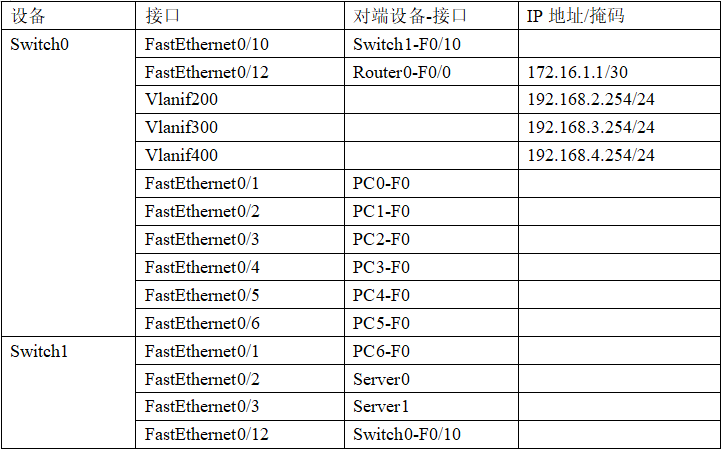 设备 接口 对端设备-接口 IP 地址/掩码
Switch0 FastEthernet0/10 Switch1-F0/10
FastEthernet0/12 Router0-F0/0 172.16.1.1/30
Vlanif200 192.168.2.254/24
Vlanif300 192.168.3.254/24
Vlanif400 192.168.4.254/24
FastEthernet0/1 PC0-F0
FastEthernet0/2 PC1-F0
FastEthernet0/3 PC2-F0
FastEthernet0/4 PC3-F0
FastEthernet0/5 PC4-F0
FastEthernet0/6 PC5-F0
Switch1 FastEthernet0/1 PC6-F0
FastEthernet0/2 Server0
FastEthernet0/3 Server1
FastEthernet0/12 Switch0-F0/10